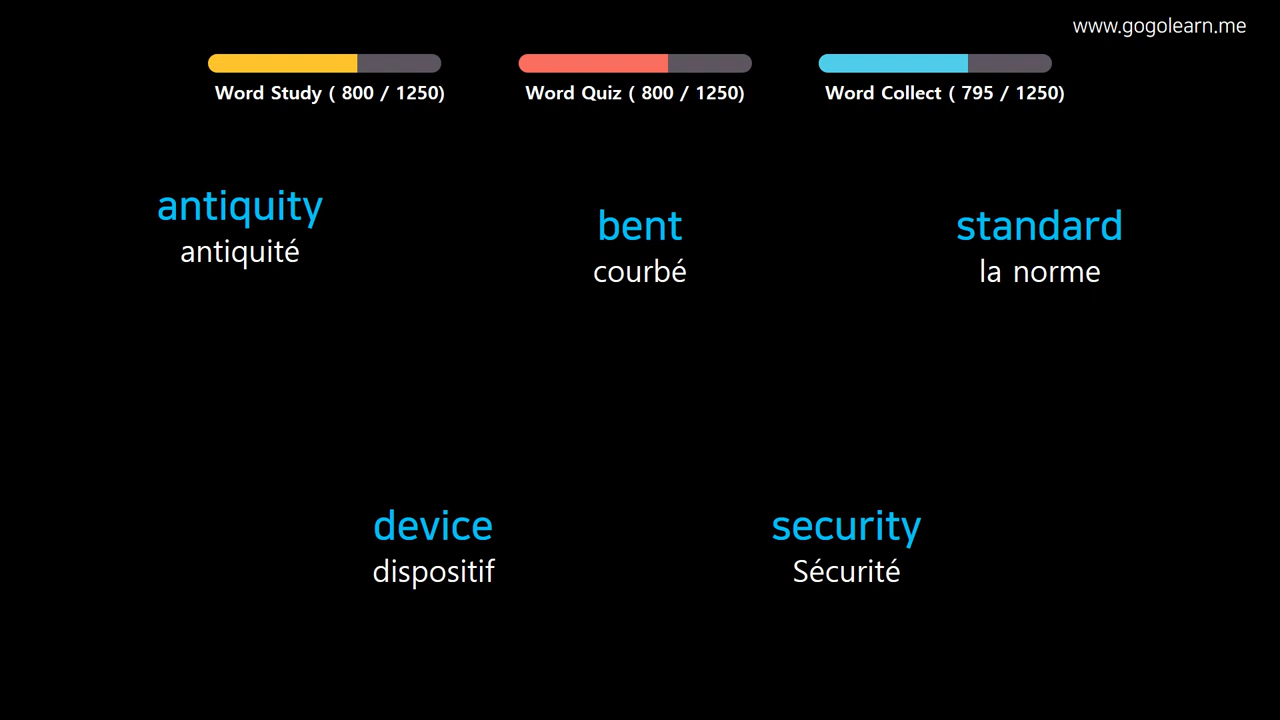 www.gogolearn.me
Word Study ( 800 / 1250)
Word Quiz ( 800 / 1250)
Word Collect ( 795 / 1250)
antiquity
antiquité
bent
courbé
standard
la norme
device
dispositif
security
Sécurité